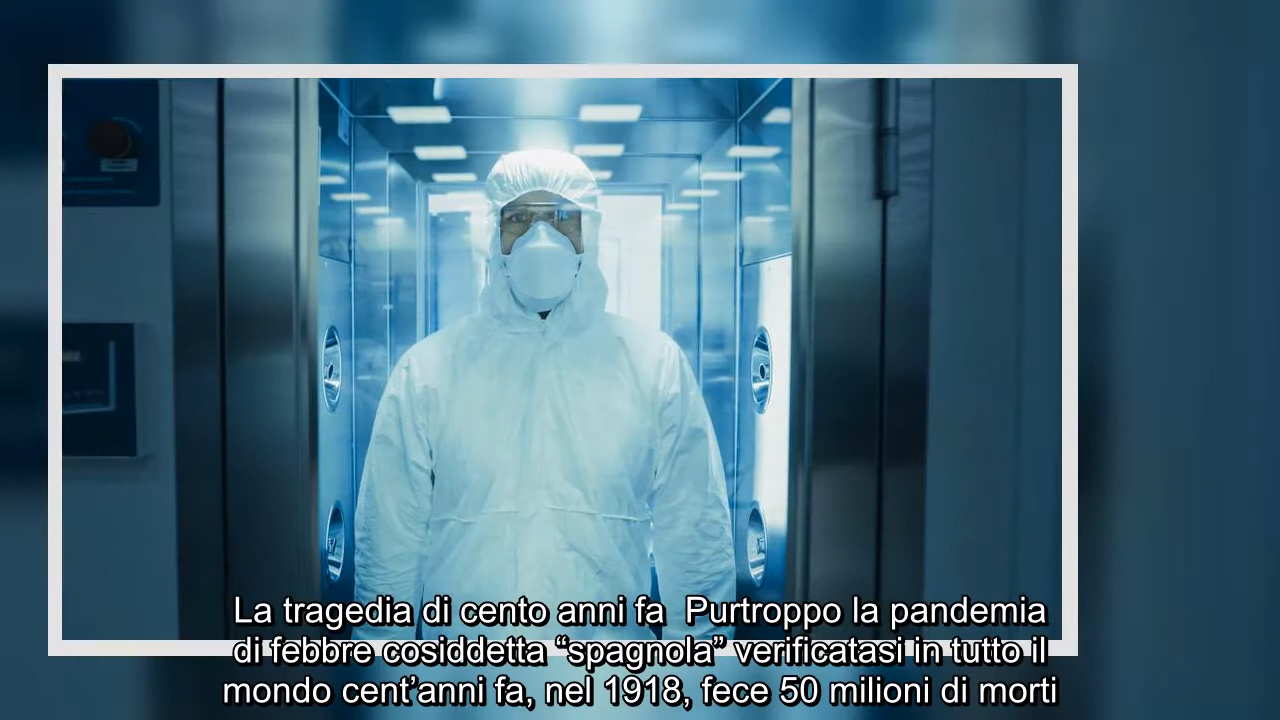 La tragedia di cento anni fa  Purtroppo la pandemia
di febbre cosiddetta “spagnola” verificatasi in tutto il
mondo cent’anni fa, nel 1918, fece 50 milioni di morti